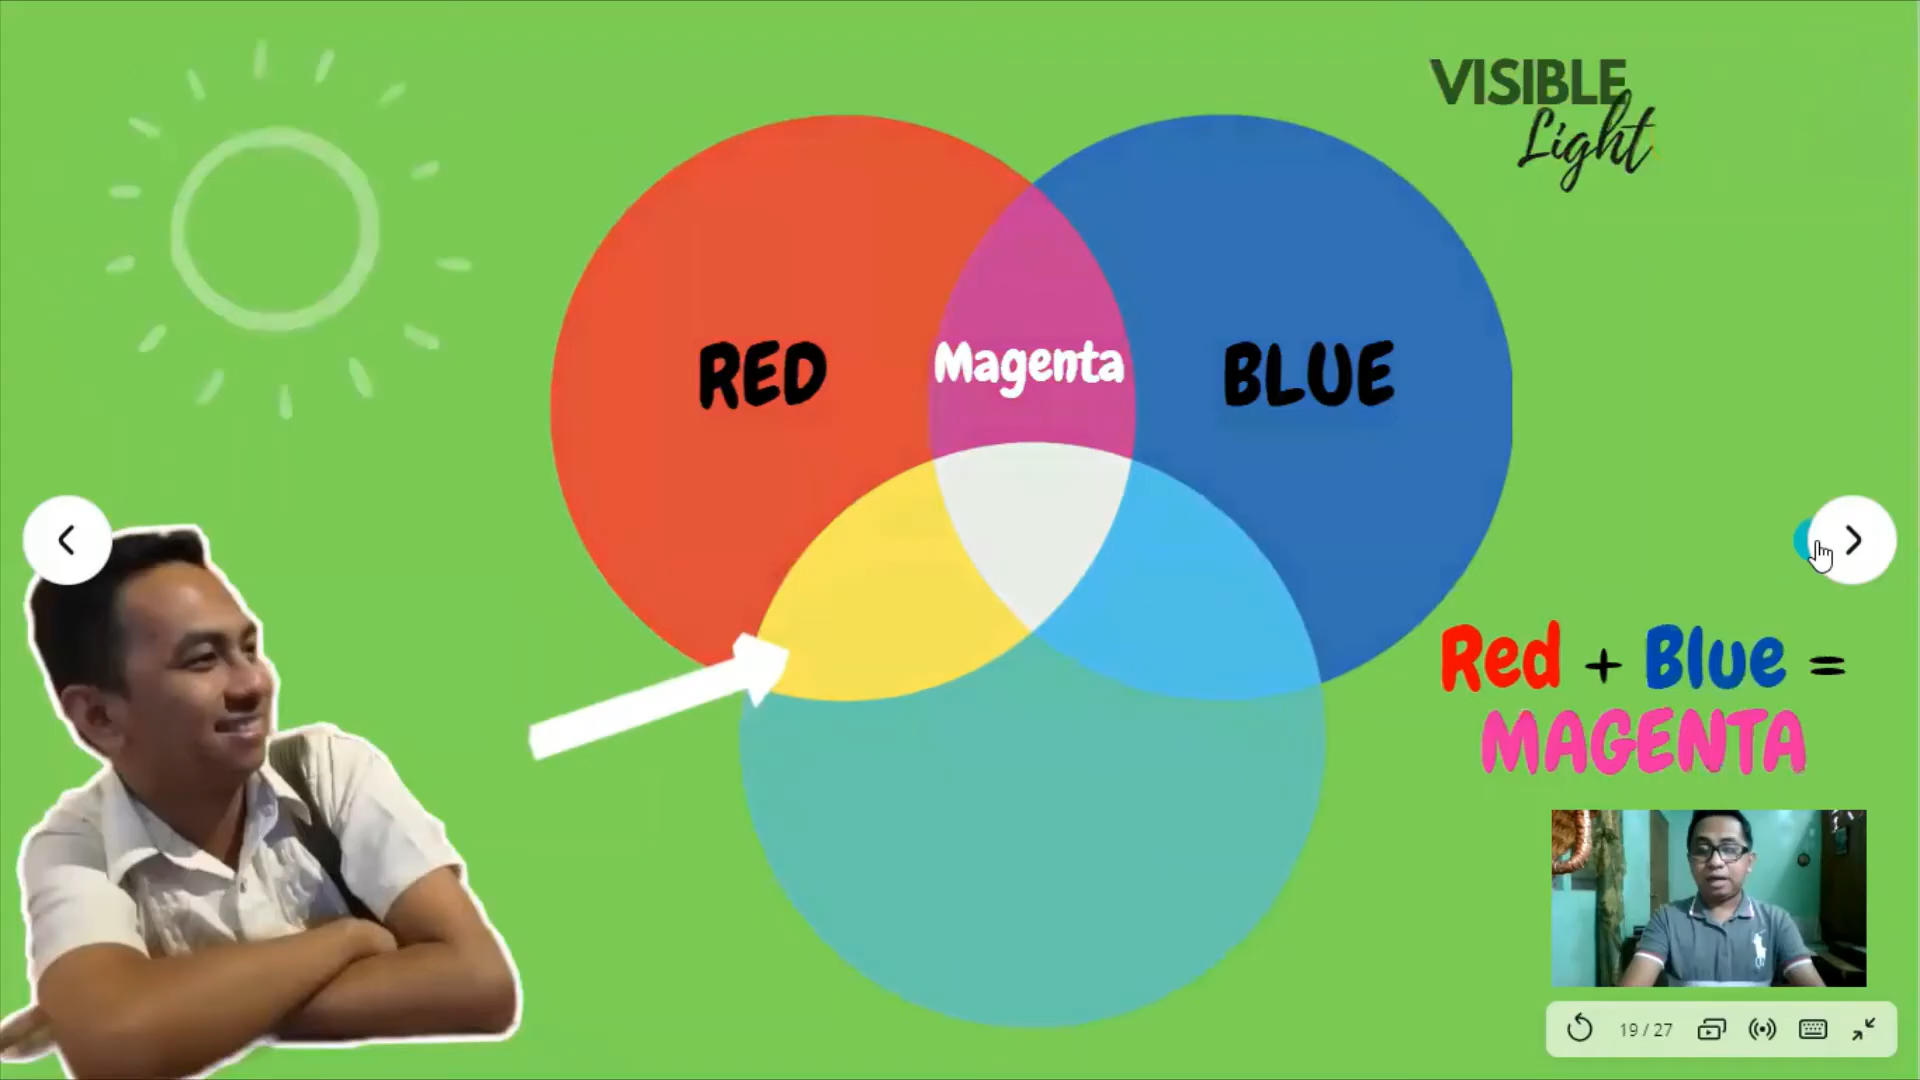 VISIBLE
Light
RED
Magenta
BLUE
Red + Blue =
MAGENTA
19 / 27